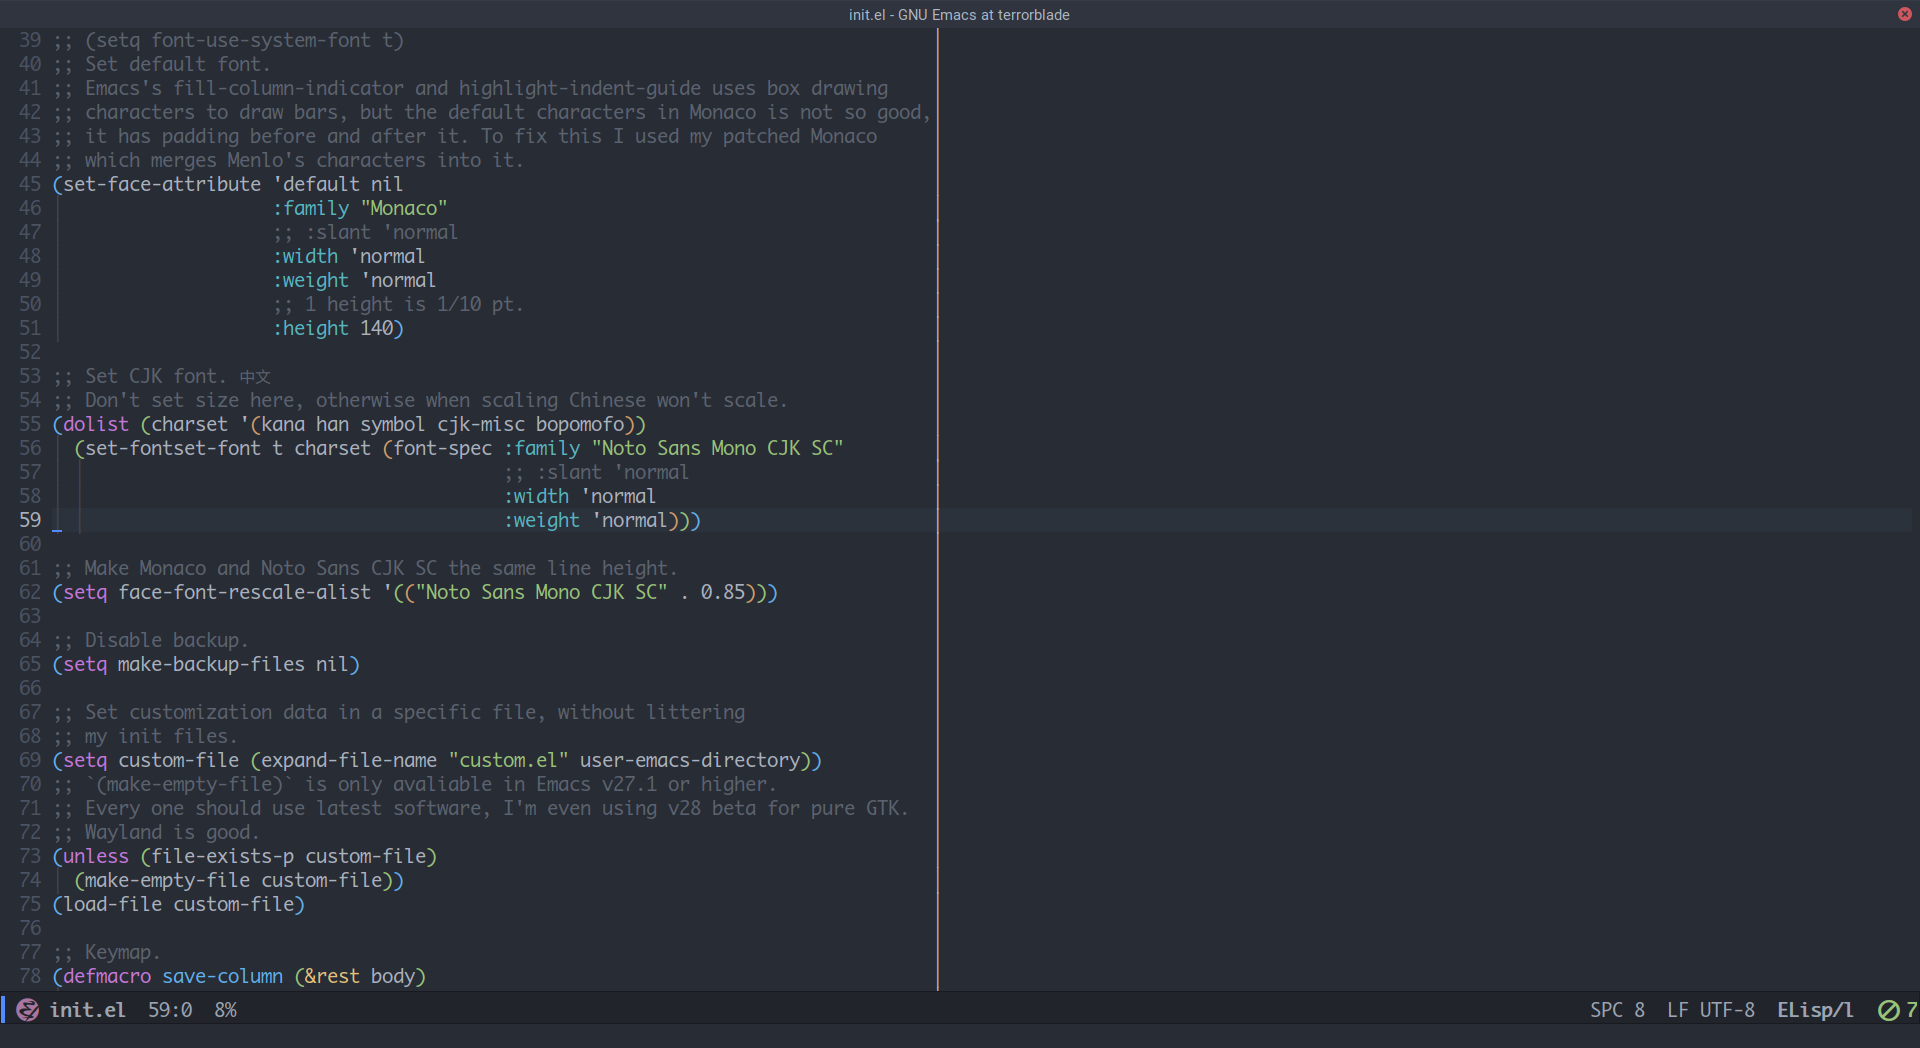 init.el - GNU Emacs at terrorblade
39 ;; (setq font-use-system-font t)
40 ;; Set default font.
41 ;; Emacs's fill-column-indicator and highlight-indent-guide uses box drawing
42 ;; characters to draw bars, but the default characters in Monaco is not so good,
43 ;; it has padding before and after it. To fix this I used my patched Monaco
44 ;; which merges Menlo's characters into it.
45 (set-face-attribute 'default nil
46                     :family "Monaco"
47                     ;; :slant 'normal
48                     :width 'normal
49                     :weight 'normal
50                     ;; 1 height is 1/10 pt.
51                     :height 140)
52
53 ;; Set CJK font. 中文
54 ;; Don't set size here, otherwise when scaling Chinese won't scale.
55 (dolist (charset '(kana han symbol cjk-misc bopomofo))
56   (set-fontset-font t charset (font-spec :family "Noto Sans Mono CJK SC"
57                                          ;; :slant 'normal
58                                          :width 'normal
59                                          :weight 'normal)))
60
61 ;; Make Monaco and Noto Sans CJK SC the same line height.
62 (setq face-font-rescale-alist '(("Noto Sans Mono CJK SC" . 0.85)))
63
64 ;; Disable backup.
65 (setq make-backup-files nil)
66
67 ;; Set customization data in a specific file, without littering
68 ;; my init files.
69 (setq custom-file (expand-file-name "custom.el" user-emacs-directory))
70 ;; `(make-empty-file)` is only avaliable in Emacs v27.1 or higher.
71 ;; Every one should use latest software, I'm even using v28 beta for pure GTK.
72 ;; Wayland is good.
73 (unless (file-exists-p custom-file)
74   (make-empty-file custom-file))
75 (load-file custom-file)
76
77 ;; Keymap.
78 (defmacro save-column (&rest body)
init.el 59:0 8% SPC 8 LF UTF-8 ELisp/l 7